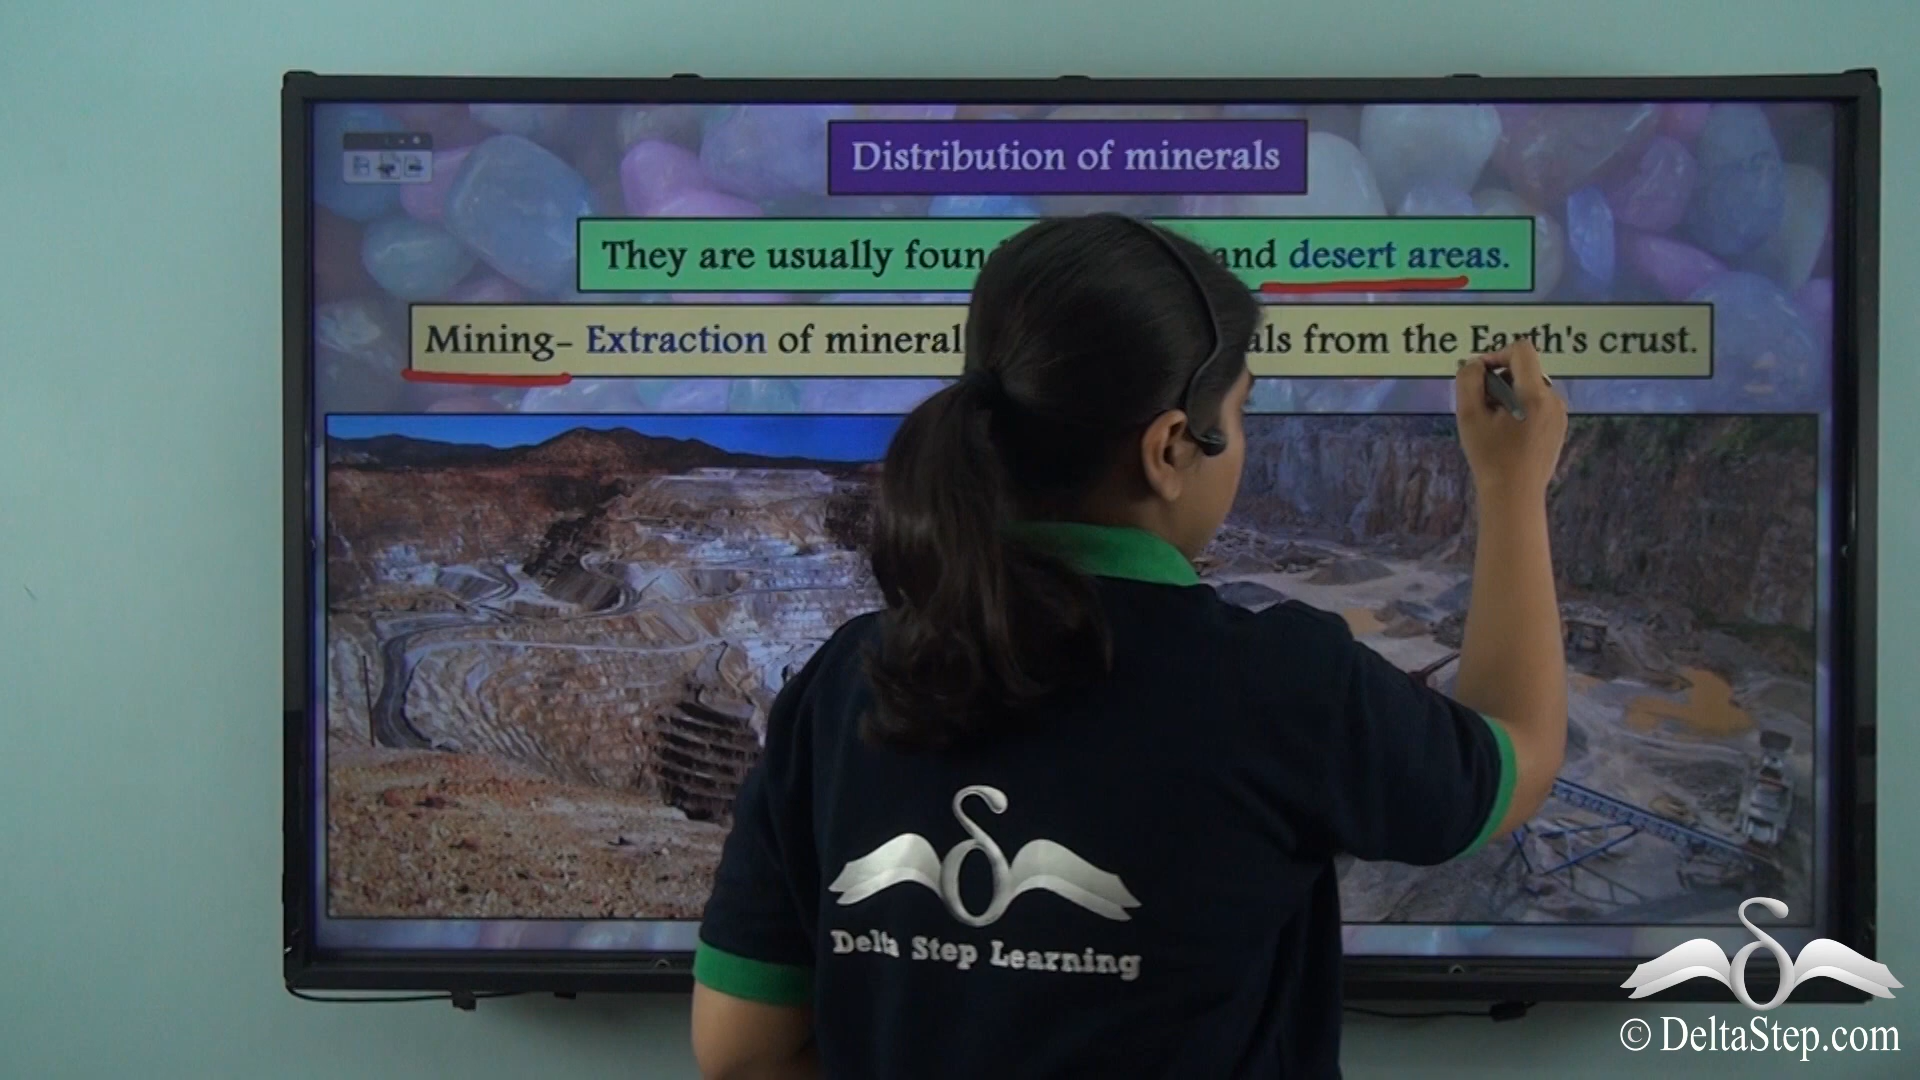 Distribution of minerals
They are usually found and desert areas.
Mining- Extraction of mineral als from the Earth's crust.
Delta Step Learning
© DeltaStep.com